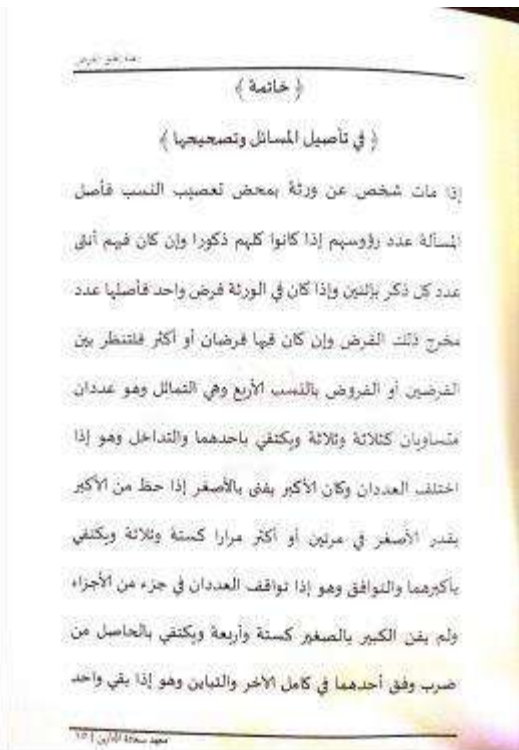 ﴿ خاتمة ﴾
﴿ في تأصيل المسائل وتصحيحها ﴾
إذا مات شخص عن ورثة بمحض تعصيب النسب فأصل
المسألة عدد رؤوسهم إذا كانوا كلهم ذكورا وإن كان فيهم أنثى
عدد كل ذكر بإثنين وإذا كان في الورثة فرض واحد فأصلها عدد
مخرج ذلك الفرض وإن كان فيها فرضان أو أكثر فلتنظر بين
الفرضين أو الفروض بالنسب الأربع وهي التماثل وهو عددان
متساويان كثلاثة وثلاثة ويكتفي بأحدهما والتداخل وهو إذا
اختلف العددان وكان الأكبر يفنى بالأصغر إذا حط من الأكبر
بقدر الأصغر في مرتين أو أكثر مرارا كستة وثلاثة ويكتفي
بأكبرهما والتوافق وهو إذا تواقف العددان في جزء من الأجزاء
ولم يفن الكبير بالصغير كستة وأربعة ويكتفي بالحاصل من
ضرب وفق أحدهما في كامل الآخر والتباين وهو إذا بقي واحد
معهد سعادة الدارين |